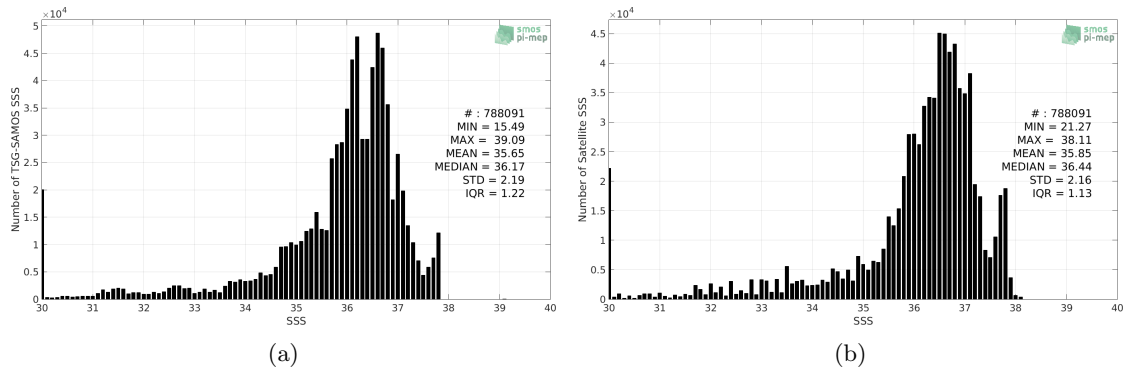 ×10⁴
5
4.5
4
3.5
3
2.5
2
1.5
1
0.5
0
Number of TSG-SAMOS SSS
30 31 32 33 34 35 36 37 38 39 40
SSS
smos
pi-mep
# : 788091
MIN = 15.49
MAX = 39.09
MEAN = 35.65
MEDIAN = 36.17
STD = 2.19
IQR = 1.22
(a)
×10⁴
4.5
4
3.5
3
2.5
2
1.5
1
0.5
0
Number of Satellite SSS
30 31 32 33 34 35 36 37 38 39 40
SSS
smos
pi-mep
# : 788091
MIN = 21.27
MAX = 38.11
MEAN = 35.85
MEDIAN = 36.44
STD = 2.16
IQR = 1.13
(b)